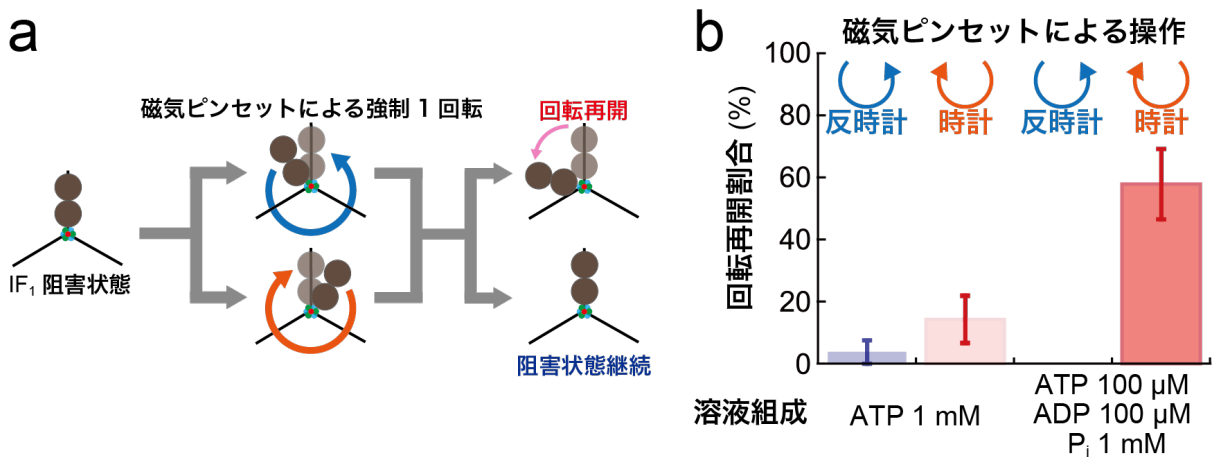 a
磁気ピンセットによる強制 1 回転
回転再開
IF₁ 阻害状態
阻害状態継続
b
磁気ピンセットによる操作
回転再開割合 (%)
100
80
60
40
20
0
反時計
時計
反時計
時計
溶液組成
ATP 1 mM
ATP 100 µM
ADP 100 µM
Pᵢ 1 mM